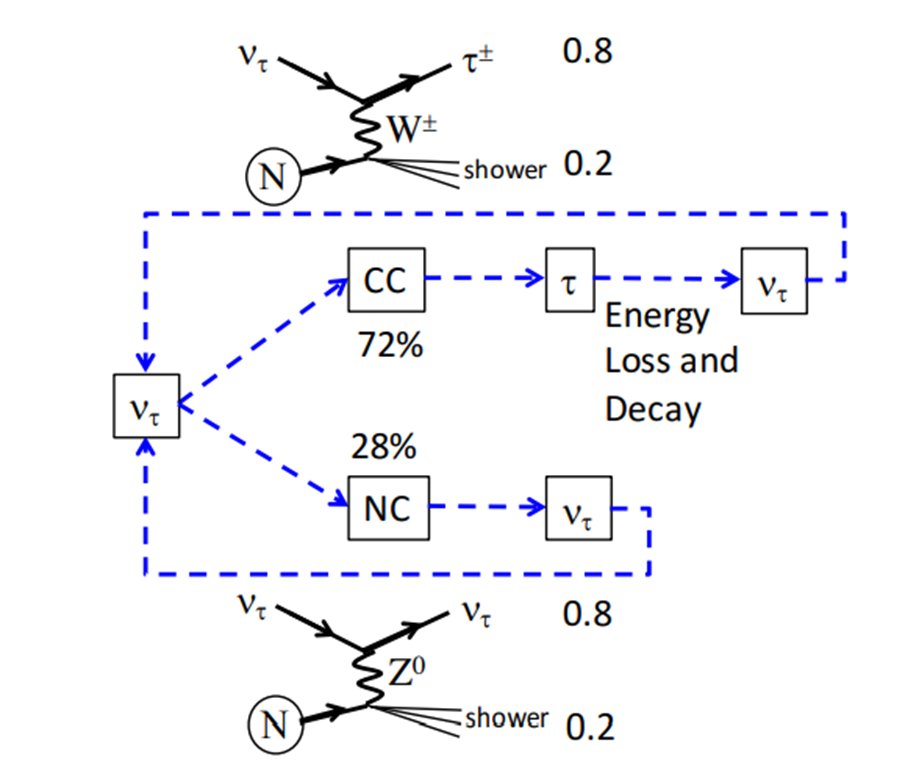 ντ τ± 0.8
W±
N shower 0.2
CC τ ντ
72% Energy
Loss and
Decay
ντ
28%
NC ντ
ντ ντ 0.8
Z0
N shower 0.2